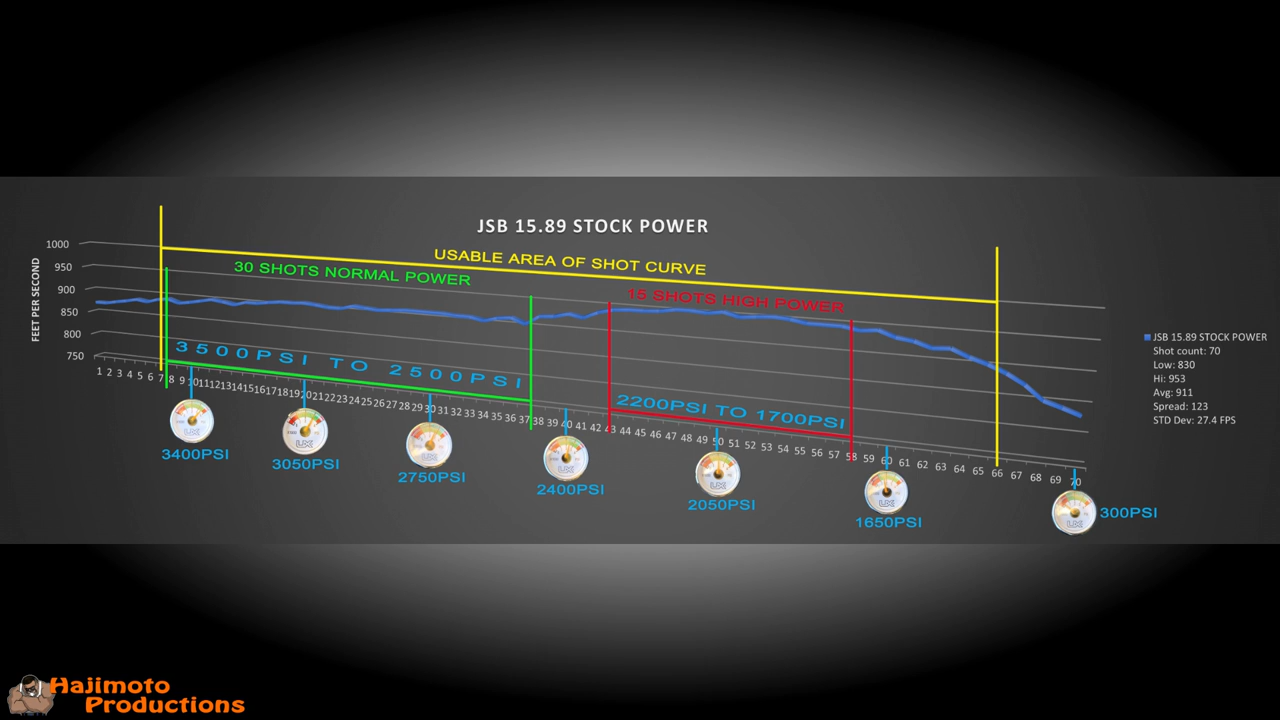 JSB 15.89 STOCK POWER
USABLE AREA OF SHOT CURVE
30 SHOTS NORMAL POWER
15 SHOTS HIGH POWER
FEET PER SECOND
1000
950
900
850
800
750
3500PSI TO 2500PSI
2200PSI TO 1700PSI
1 2 3 4 5 6 7 8 9 10 11 12 13 14 15 16 17 18 19 20 21 22 23 24 25 26 27 28 29 30 31 32 33 34 35 36 37 38 39 40 41 42 43 44 45 46 47 48 49 50 51 52 53 54 55 56 57 58 59 60 61 62 63 64 65 66 67 68 69 70
3400PSI
3050PSI
2750PSI
2400PSI
2050PSI
1650PSI
300PSI
JSB 15.89 STOCK POWER
Shot count: 70
Low: 830
Hi: 953
Avg: 911
Spread: 123
STD Dev: 27.4 FPS
Hajimoto
Productions